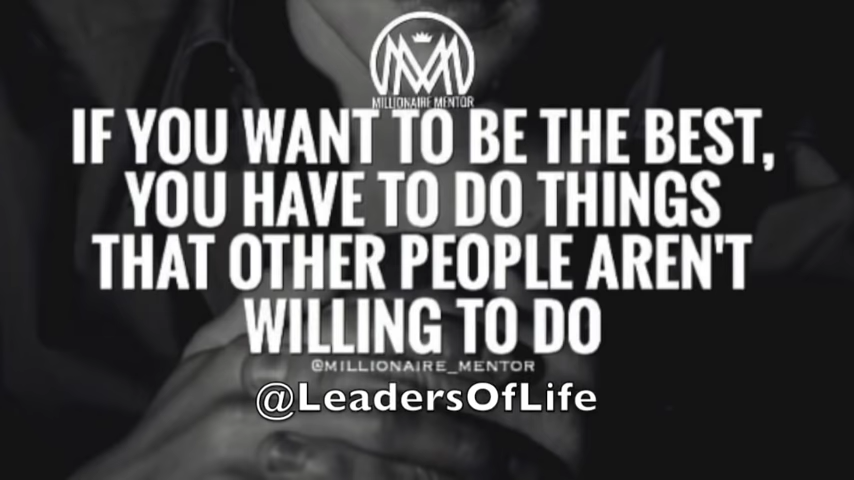 MILLIONAIRE MENTOR
IF YOU WANT TO BE THE BEST,
YOU HAVE TO DO THINGS
THAT OTHER PEOPLE AREN'T
WILLING TO DO
@MILLIONAIRE_MENTOR
@LeadersOfLife